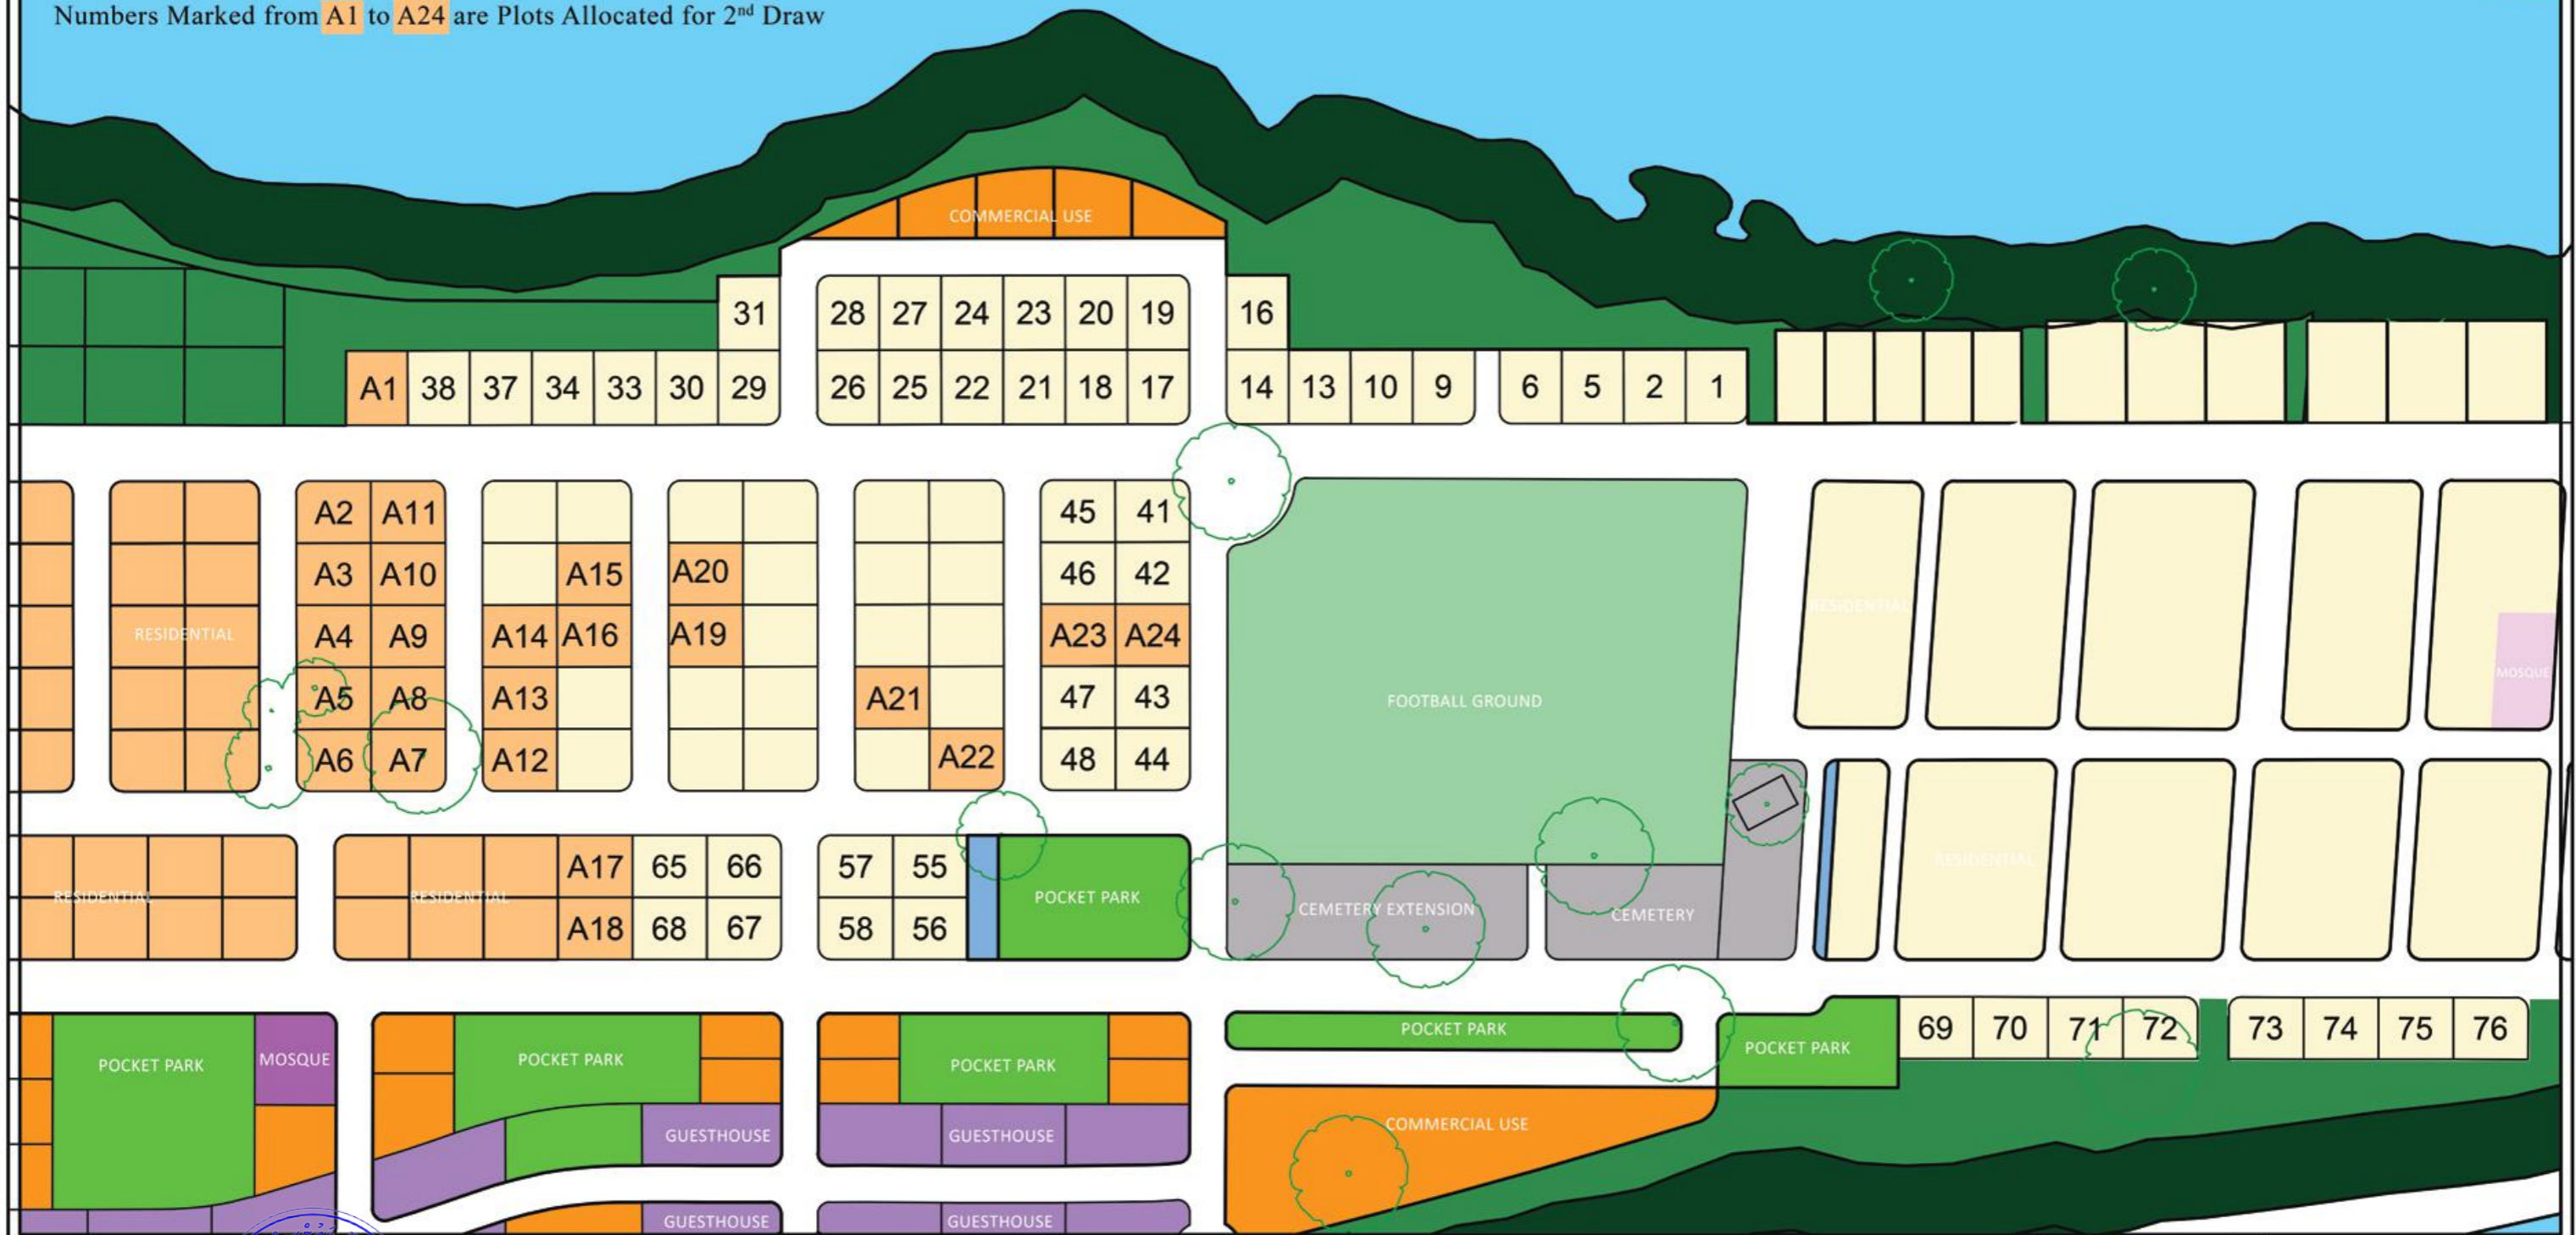 Numbers Marked from A1 to A24 are Plots Allocated for 2nd Draw
COMMERCIAL USE
31 28 27 24 23 20 19 16
A1 38 37 34 33 30 29 26 25 22 21 18 17 14 13 10 9 6 5 2 1
A2 A11 45 41
A3 A10 A15 A20 46 42
RESIDENTIAL A4 A9 A14 A16 A19 A23 A24 RESIDENTIAL
A5 A8 A13 A21 47 43 FOOTBALL GROUND MOSQUE
A6 A7 A12 A22 48 44
A17 65 66 57 55 RESIDENTIAL
RESIDENTIAL RESIDENTIAL POCKET PARK CEMETERY EXTENSION CEMETERY
A18 68 67 58 56
POCKET PARK 69 70 71 72 73 74 75 76
POCKET PARK MOSQUE POCKET PARK POCKET PARK POCKET PARK
GUESTHOUSE GUESTHOUSE COMMERCIAL USE
GUESTHOUSE GUESTHOUSE